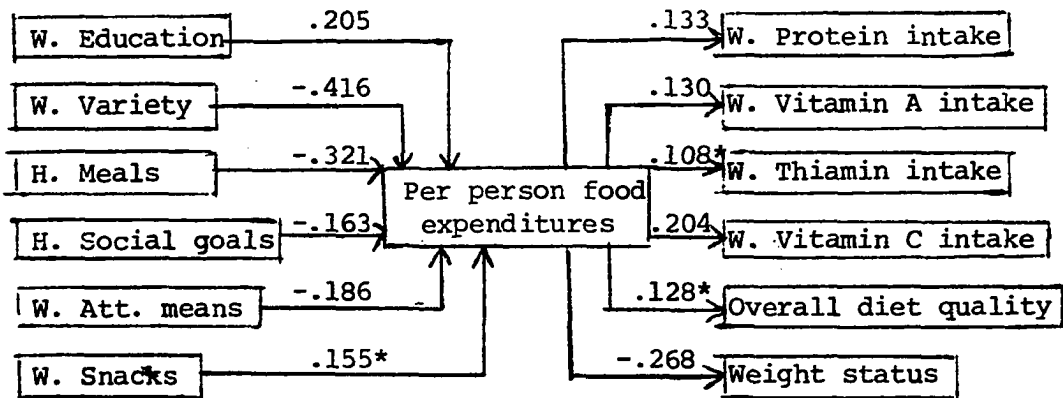 W. Education .205
W. Variety -.416
H. Meals -.321
H. Social goals -.163
W. Att. means -.186
W. Snacks .155*
Per person food
expenditures
.133 W. Protein intake
.130 W. Vitamin A intake
.108* W. Thiamin intake
.204 W. Vitamin C intake
.128* Overall diet quality
-.268 Weight status